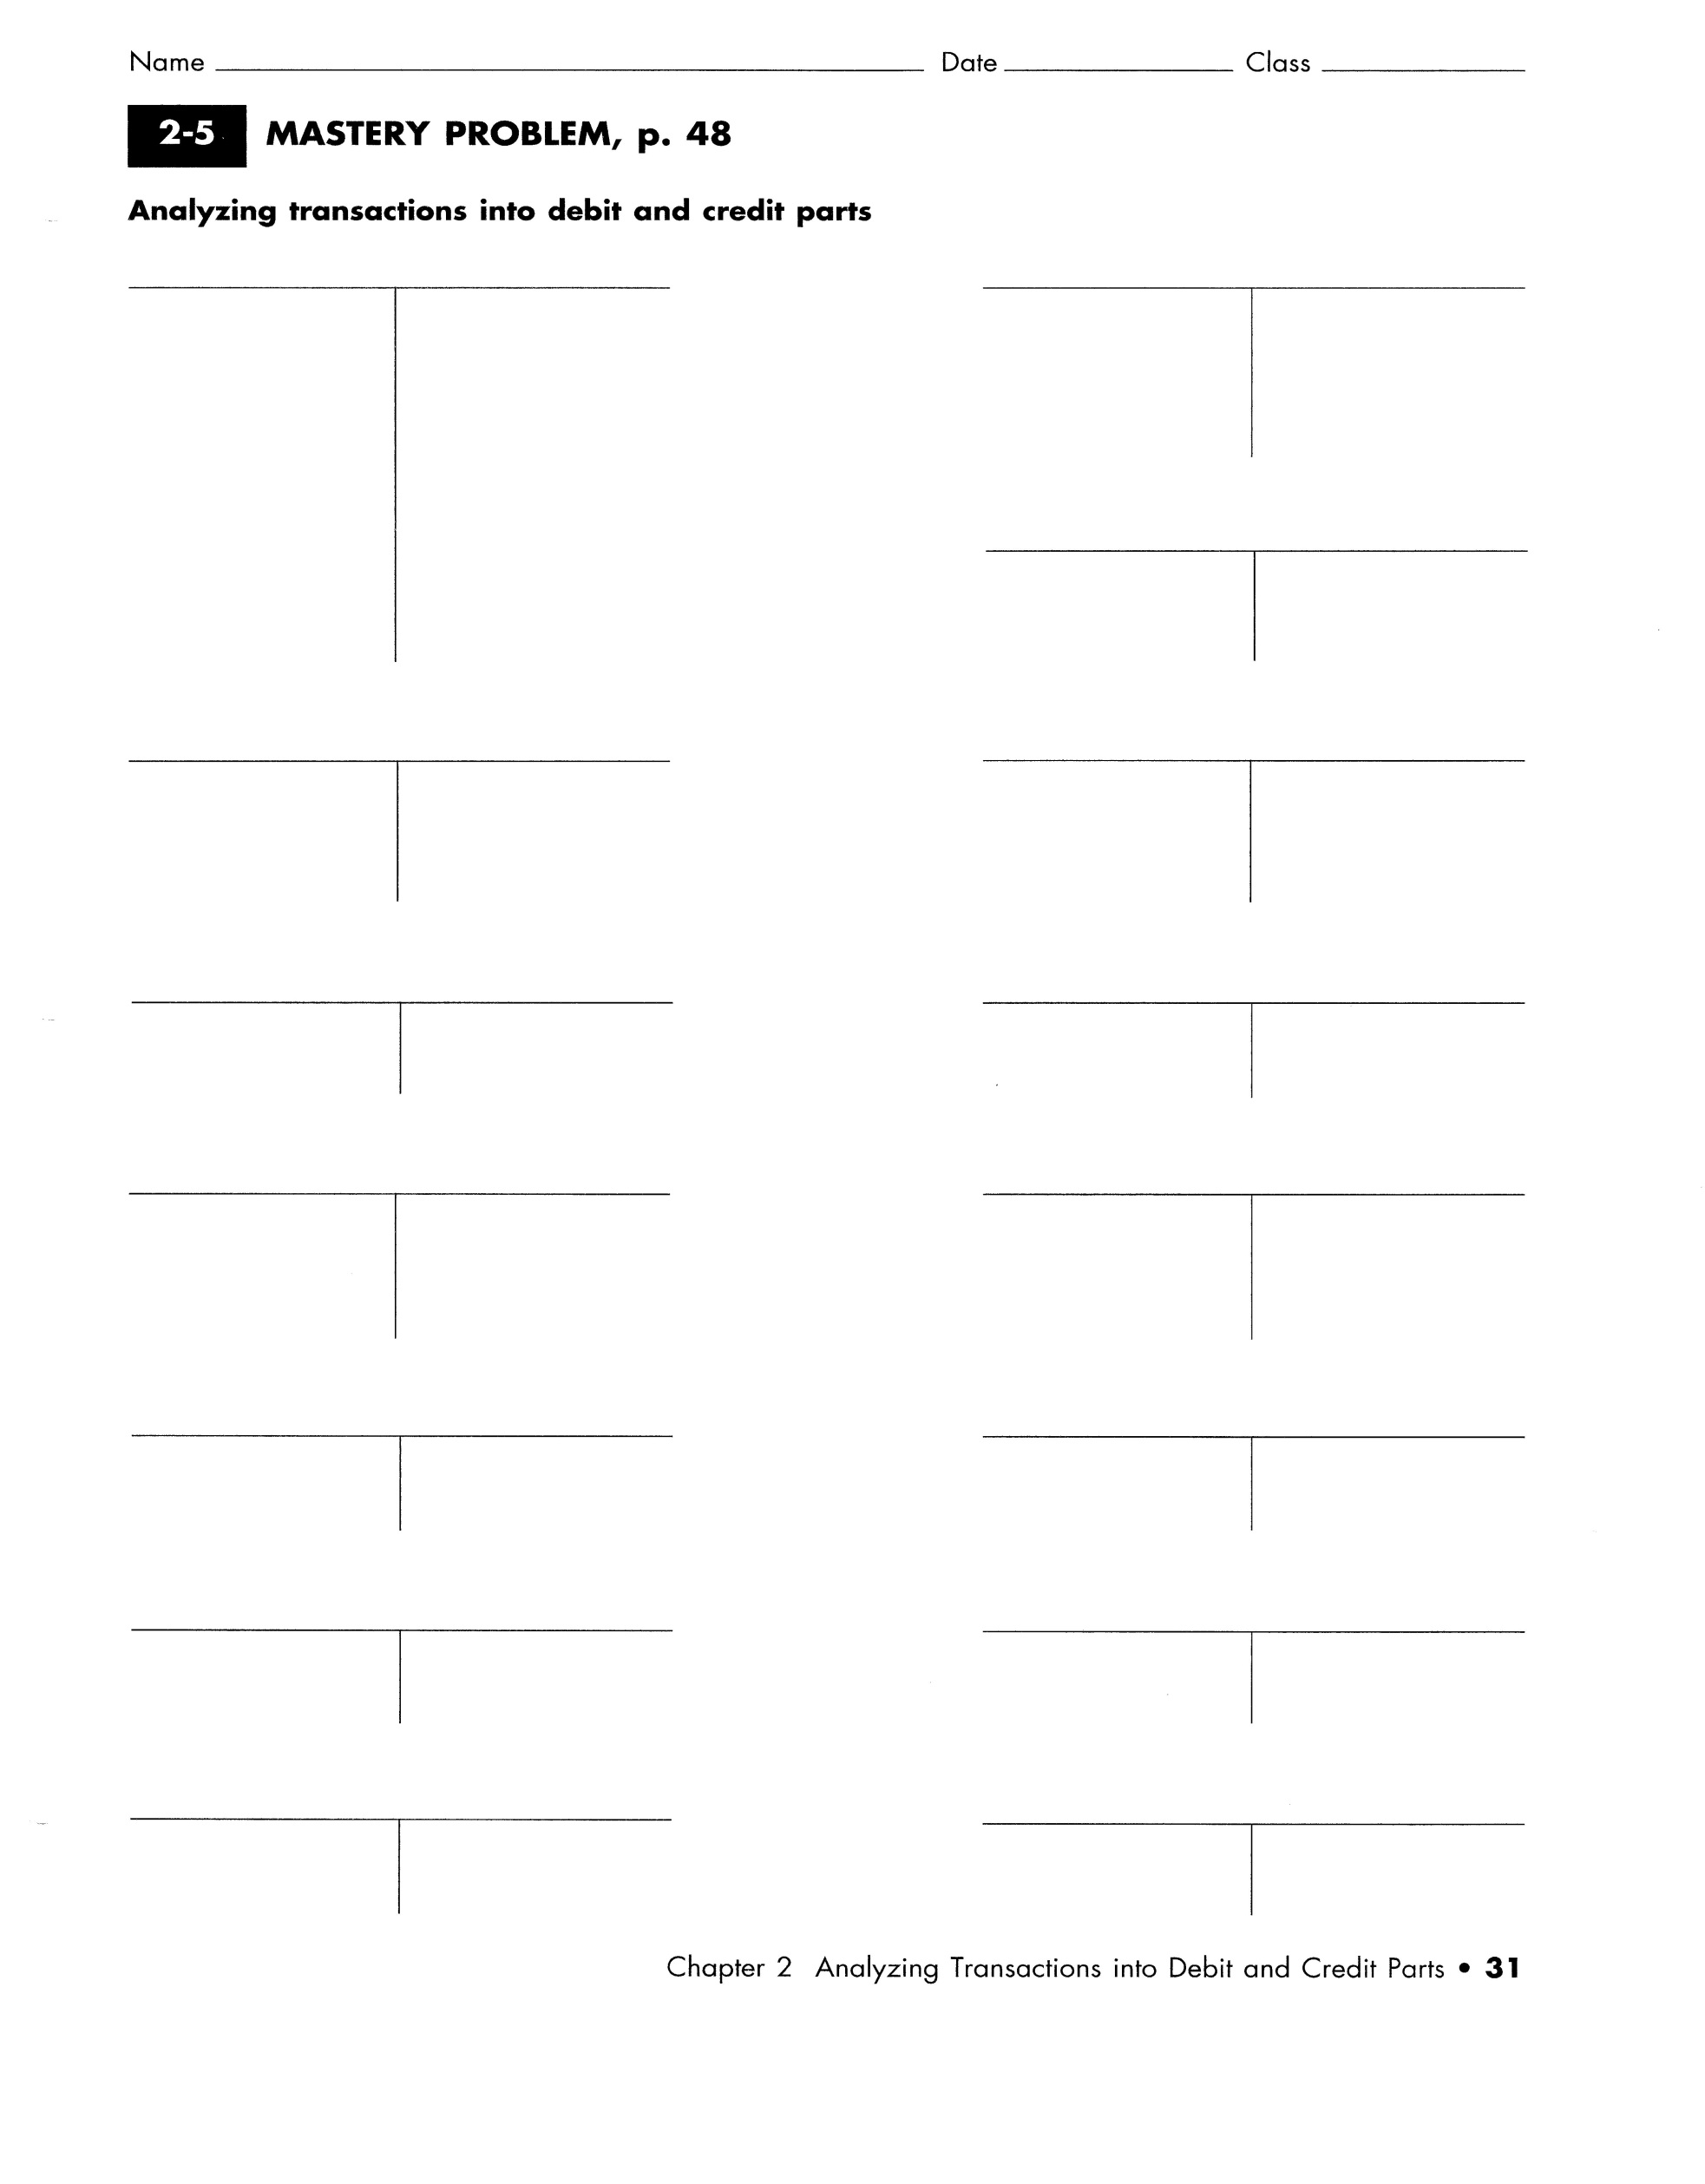 Name Date Class
2-5 MASTERY PROBLEM, p. 48
Analyzing transactions into debit and credit parts
Chapter 2 Analyzing Transactions into Debit and Credit Parts • 31